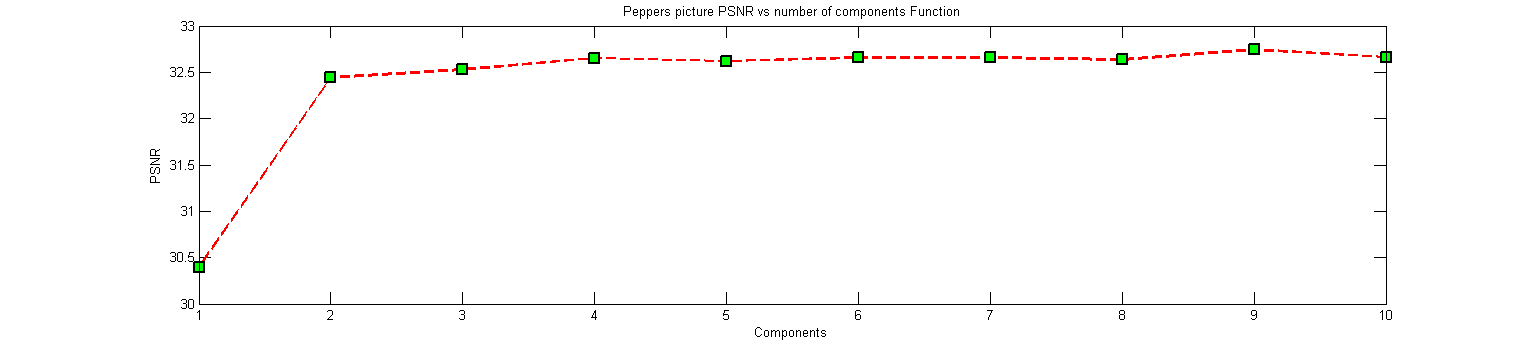 Peppers picture PSNR vs number of components Function
33
32.5
32
31.5
31
30.5
30
PSNR
1 2 3 4 5 6 7 8 9 10
Components